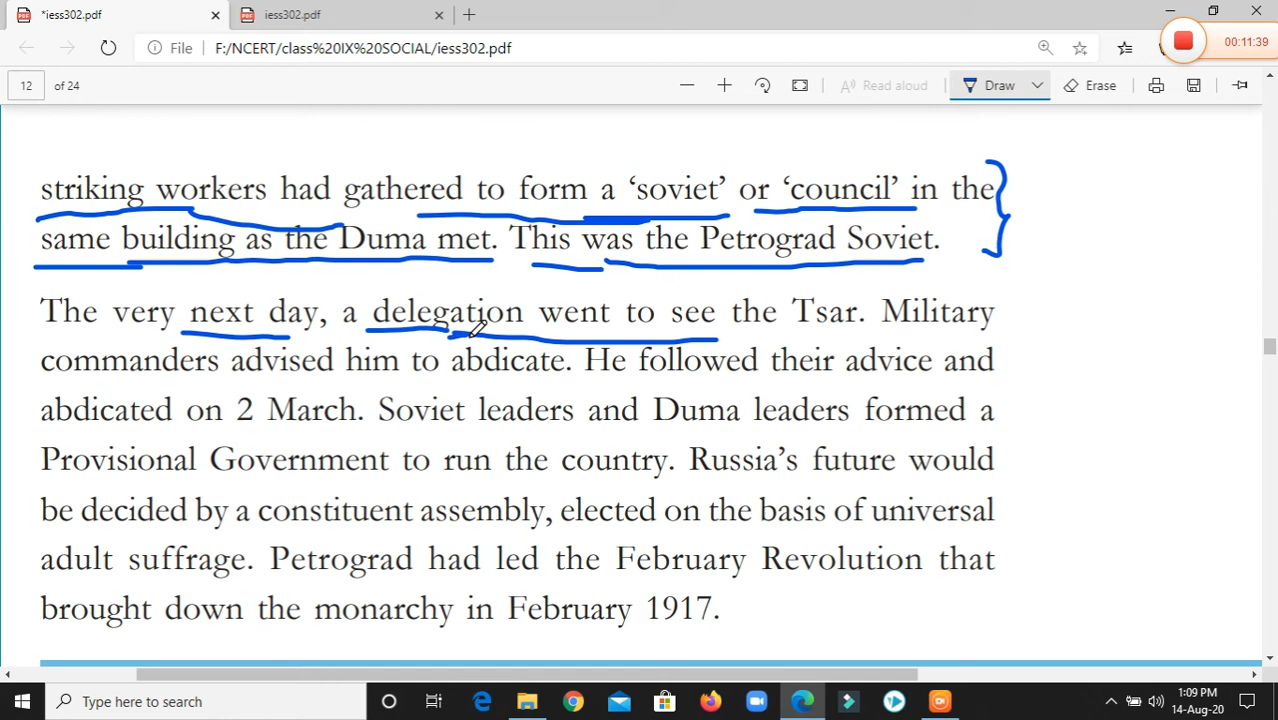 *iess302.pdf
iess302.pdf
00:11:39
File F:/NCERT/class%20IX%20SOCIAL/iess302.pdf
12 of 24 Read aloud Draw Erase
striking workers had gathered to form a ‘soviet’ or ‘council’ in the
same building as the Duma met. This was the Petrograd Soviet.
The very next day, a delegation went to see the Tsar. Military
commanders advised him to abdicate. He followed their advice and
abdicated on 2 March. Soviet leaders and Duma leaders formed a
Provisional Government to run the country. Russia’s future would
be decided by a constituent assembly, elected on the basis of universal
adult suffrage. Petrograd had led the February Revolution that
brought down the monarchy in February 1917.
Type here to search
1:09 PM
14-Aug-20